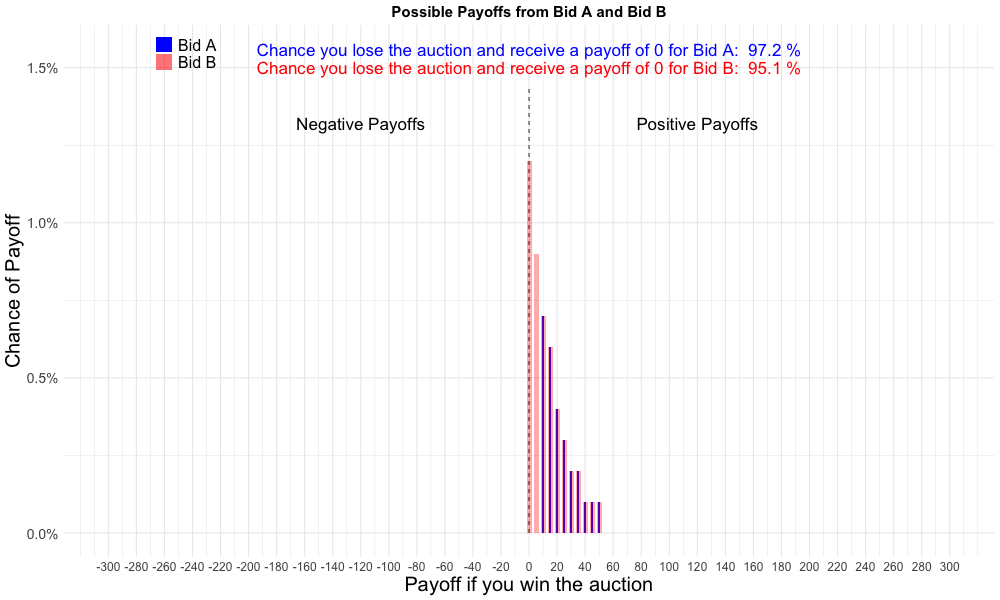 Possible Payoffs from Bid A and Bid B
Bid A
Bid B
Chance you lose the auction and receive a payoff of 0 for Bid A: 97.2 %
Chance you lose the auction and receive a payoff of 0 for Bid B: 95.1 %
Negative Payoffs
Positive Payoffs
Chance of Payoff
1.5%
1.0%
0.5%
0.0%
-300 -280 -260 -240 -220 -200 -180 -160 -140 -120 -100 -80 -60 -40 -20 0 20 40 60 80 100 120 140 160 180 200 220 240 260 280 300
Payoff if you win the auction